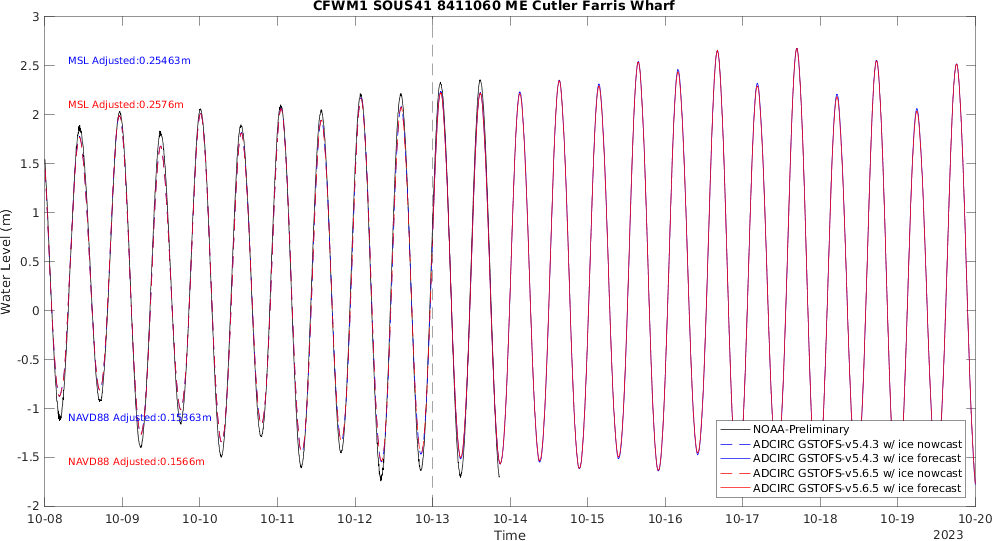 CFWM1 SOUS41 8411060 ME Cutler Farris Wharf
3
2.5
2
1.5
1
0.5
0
-0.5
-1
-1.5
-2
Water Level (m)
MSL Adjusted:0.25463m
MSL Adjusted:0.2576m
NAVD88 Adjusted:0.15363m
NAVD88 Adjusted:0.1566m
NOAA-Preliminary
ADCIRC GSTOFS-v5.4.3 w/ ice nowcast
ADCIRC GSTOFS-v5.4.3 w/ ice forecast
ADCIRC GSTOFS-v5.6.5 w/ ice nowcast
ADCIRC GSTOFS-v5.6.5 w/ ice forecast
10-08 10-09 10-10 10-11 10-12 10-13 10-14 10-15 10-16 10-17 10-18 10-19 10-20
Time
2023